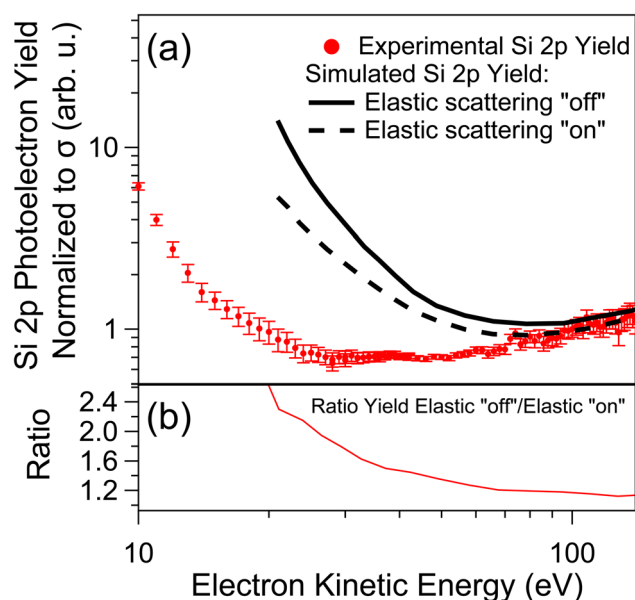 (a)
Experimental Si 2p Yield
Simulated Si 2p Yield:
Elastic scattering "off"
Elastic scattering "on"
Si 2p Photoelectron Yield
Normalized to σ (arb. u.)
10
1
(b)
Ratio Yield Elastic "off"/Elastic "on"
Ratio
2.4
2.0
1.6
1.2
10
100
Electron Kinetic Energy (eV)